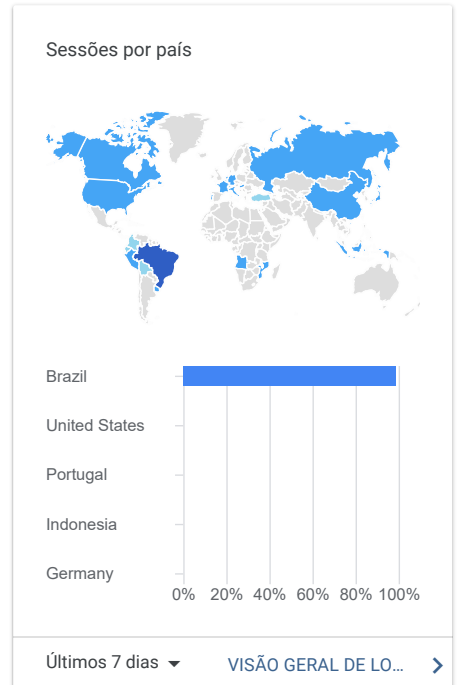 Sessões por país
Brazil
United States
Portugal
Indonesia
Germany
0% 20% 40% 60% 80% 100%
Últimos 7 dias
VISÃO GERAL DE LO...